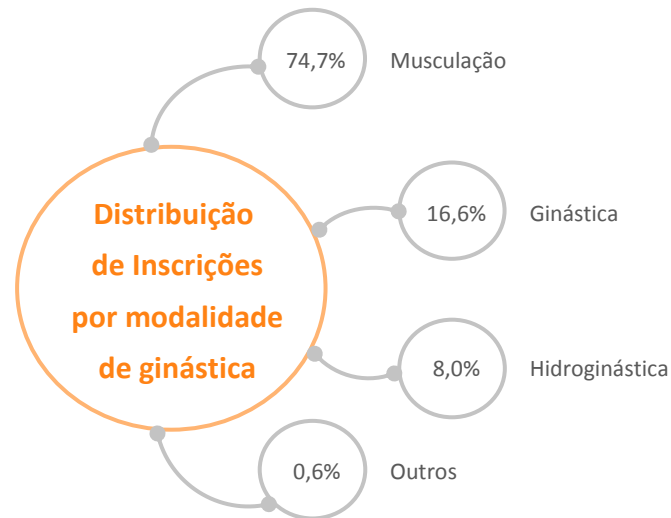 74,7% Musculação
Distribuição
de Inscrições
por modalidade
de ginástica
16,6% Ginástica
8,0% Hidroginástica
0,6% Outros